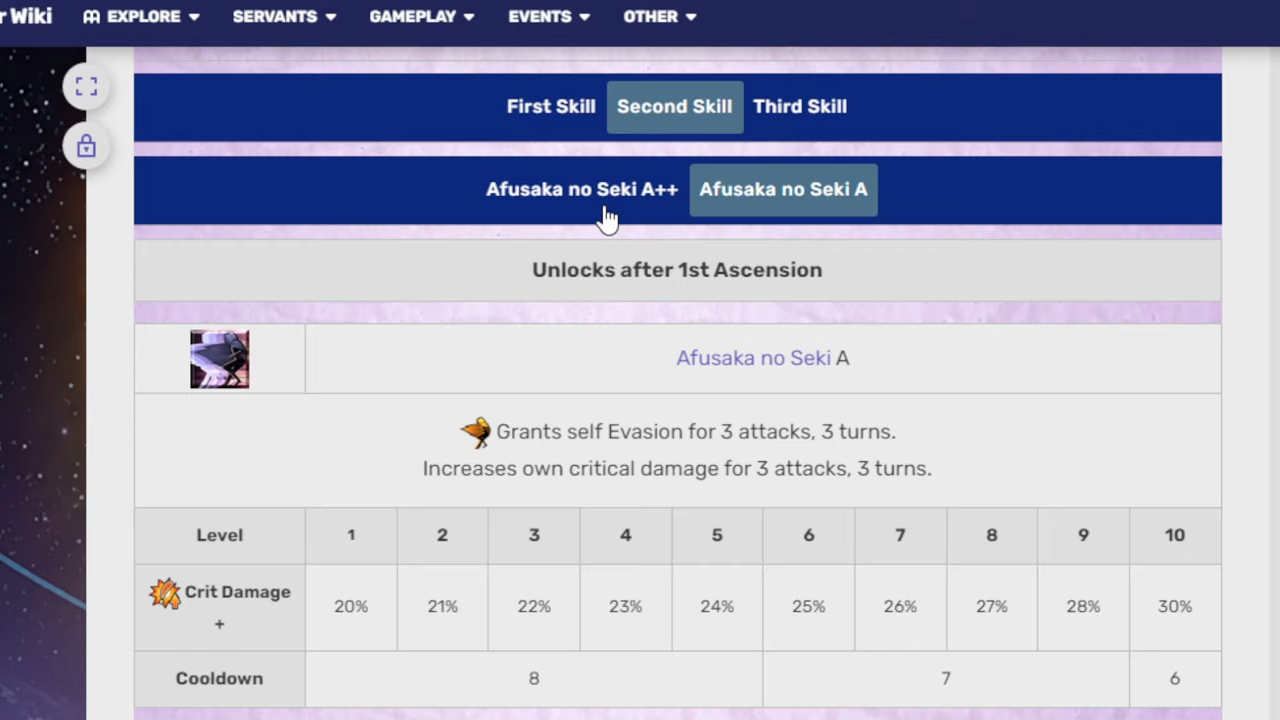 r Wiki EXPLORE SERVANTS GAMEPLAY EVENTS OTHER
First Skill Second Skill Third Skill
Afusaka no Seki A++ Afusaka no Seki A
Unlocks after 1st Ascension
Afusaka no Seki A
Grants self Evasion for 3 attacks, 3 turns.
Increases own critical damage for 3 attacks, 3 turns.
Level 1 2 3 4 5 6 7 8 9 10
Crit Damage
+ 20% 21% 22% 23% 24% 25% 26% 27% 28% 30%
Cooldown 8 7 6